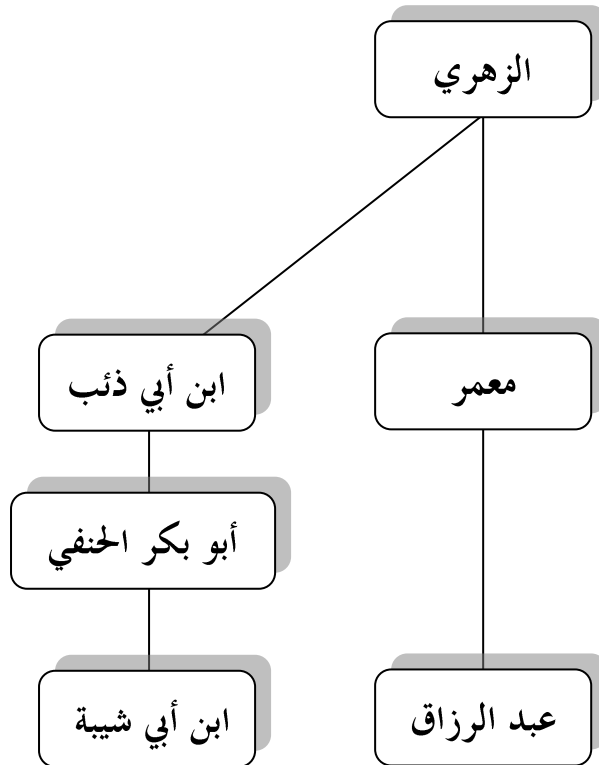 الزهري
معمر
ابن أبي ذئب
أبو بكر الحنفي
عبد الرزاق
ابن أبي شيبة